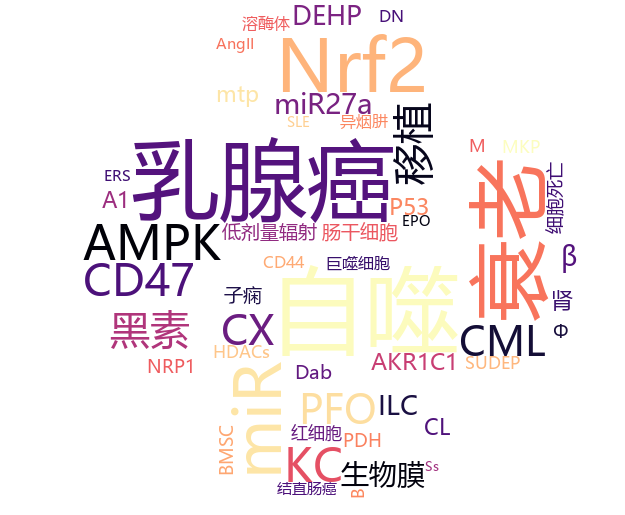 DEHP
DN
溶酶体
AngII
Nrf2
mtp
miR27a
SLE
异烟肼
移植
M
MKP
乳腺癌
衰老
细胞死亡
ERS
A1
P53
EPO
AMPK
低剂量辐射
肠干细胞
CD47
CD44
巨噬细胞
β
自噬
子痫
肾
黑素
CX
CML
Φ
HDACs
NRP1
AKR1C1
SUDEP
miR
Dab
PFO
ILC
CL
BMSC
红细胞
PDH
KC
生物膜
Ss
结直肠癌
B